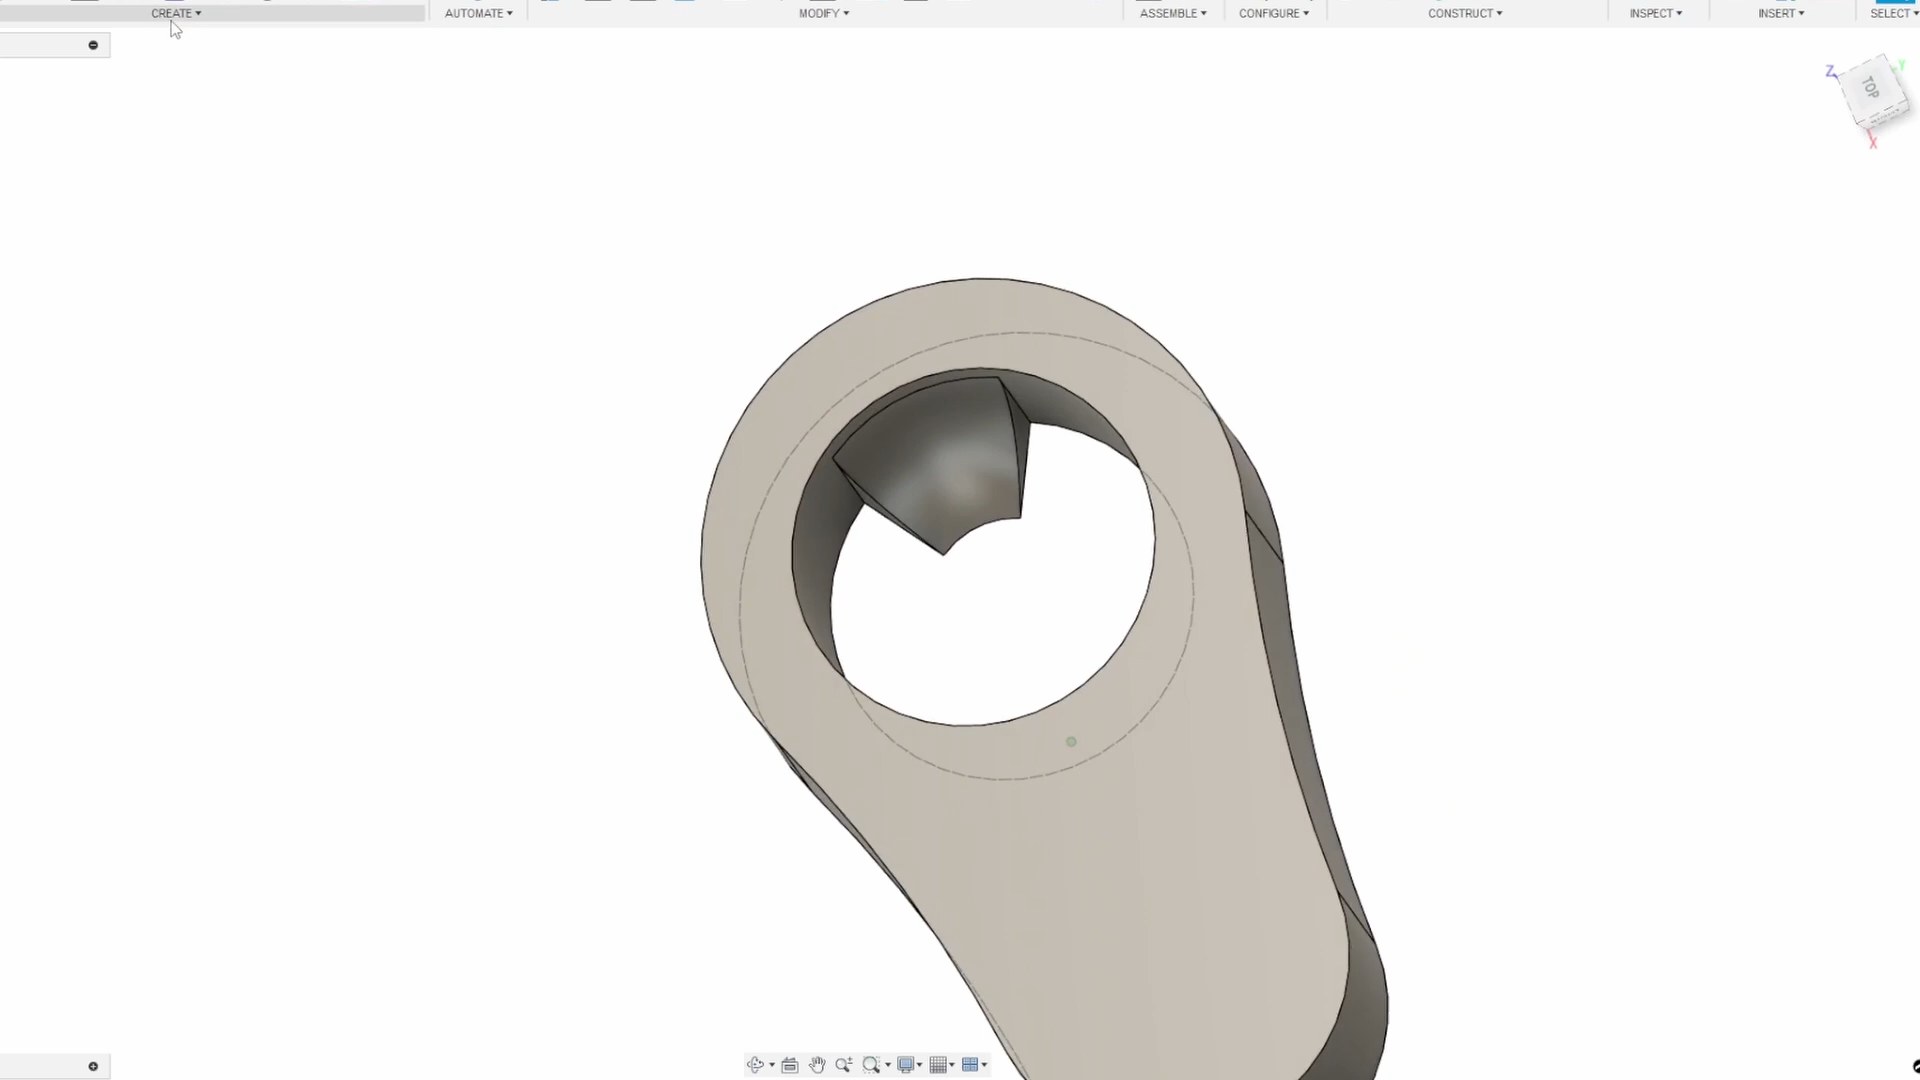 CREATE▾ AUTOMATE▾ MODIFY▾ ASSEMBLE▾ CONFIGURE▾ CONSTRUCT▾ INSPECT▾ INSERT▾ SELECT▾
Z Y
TOP
X